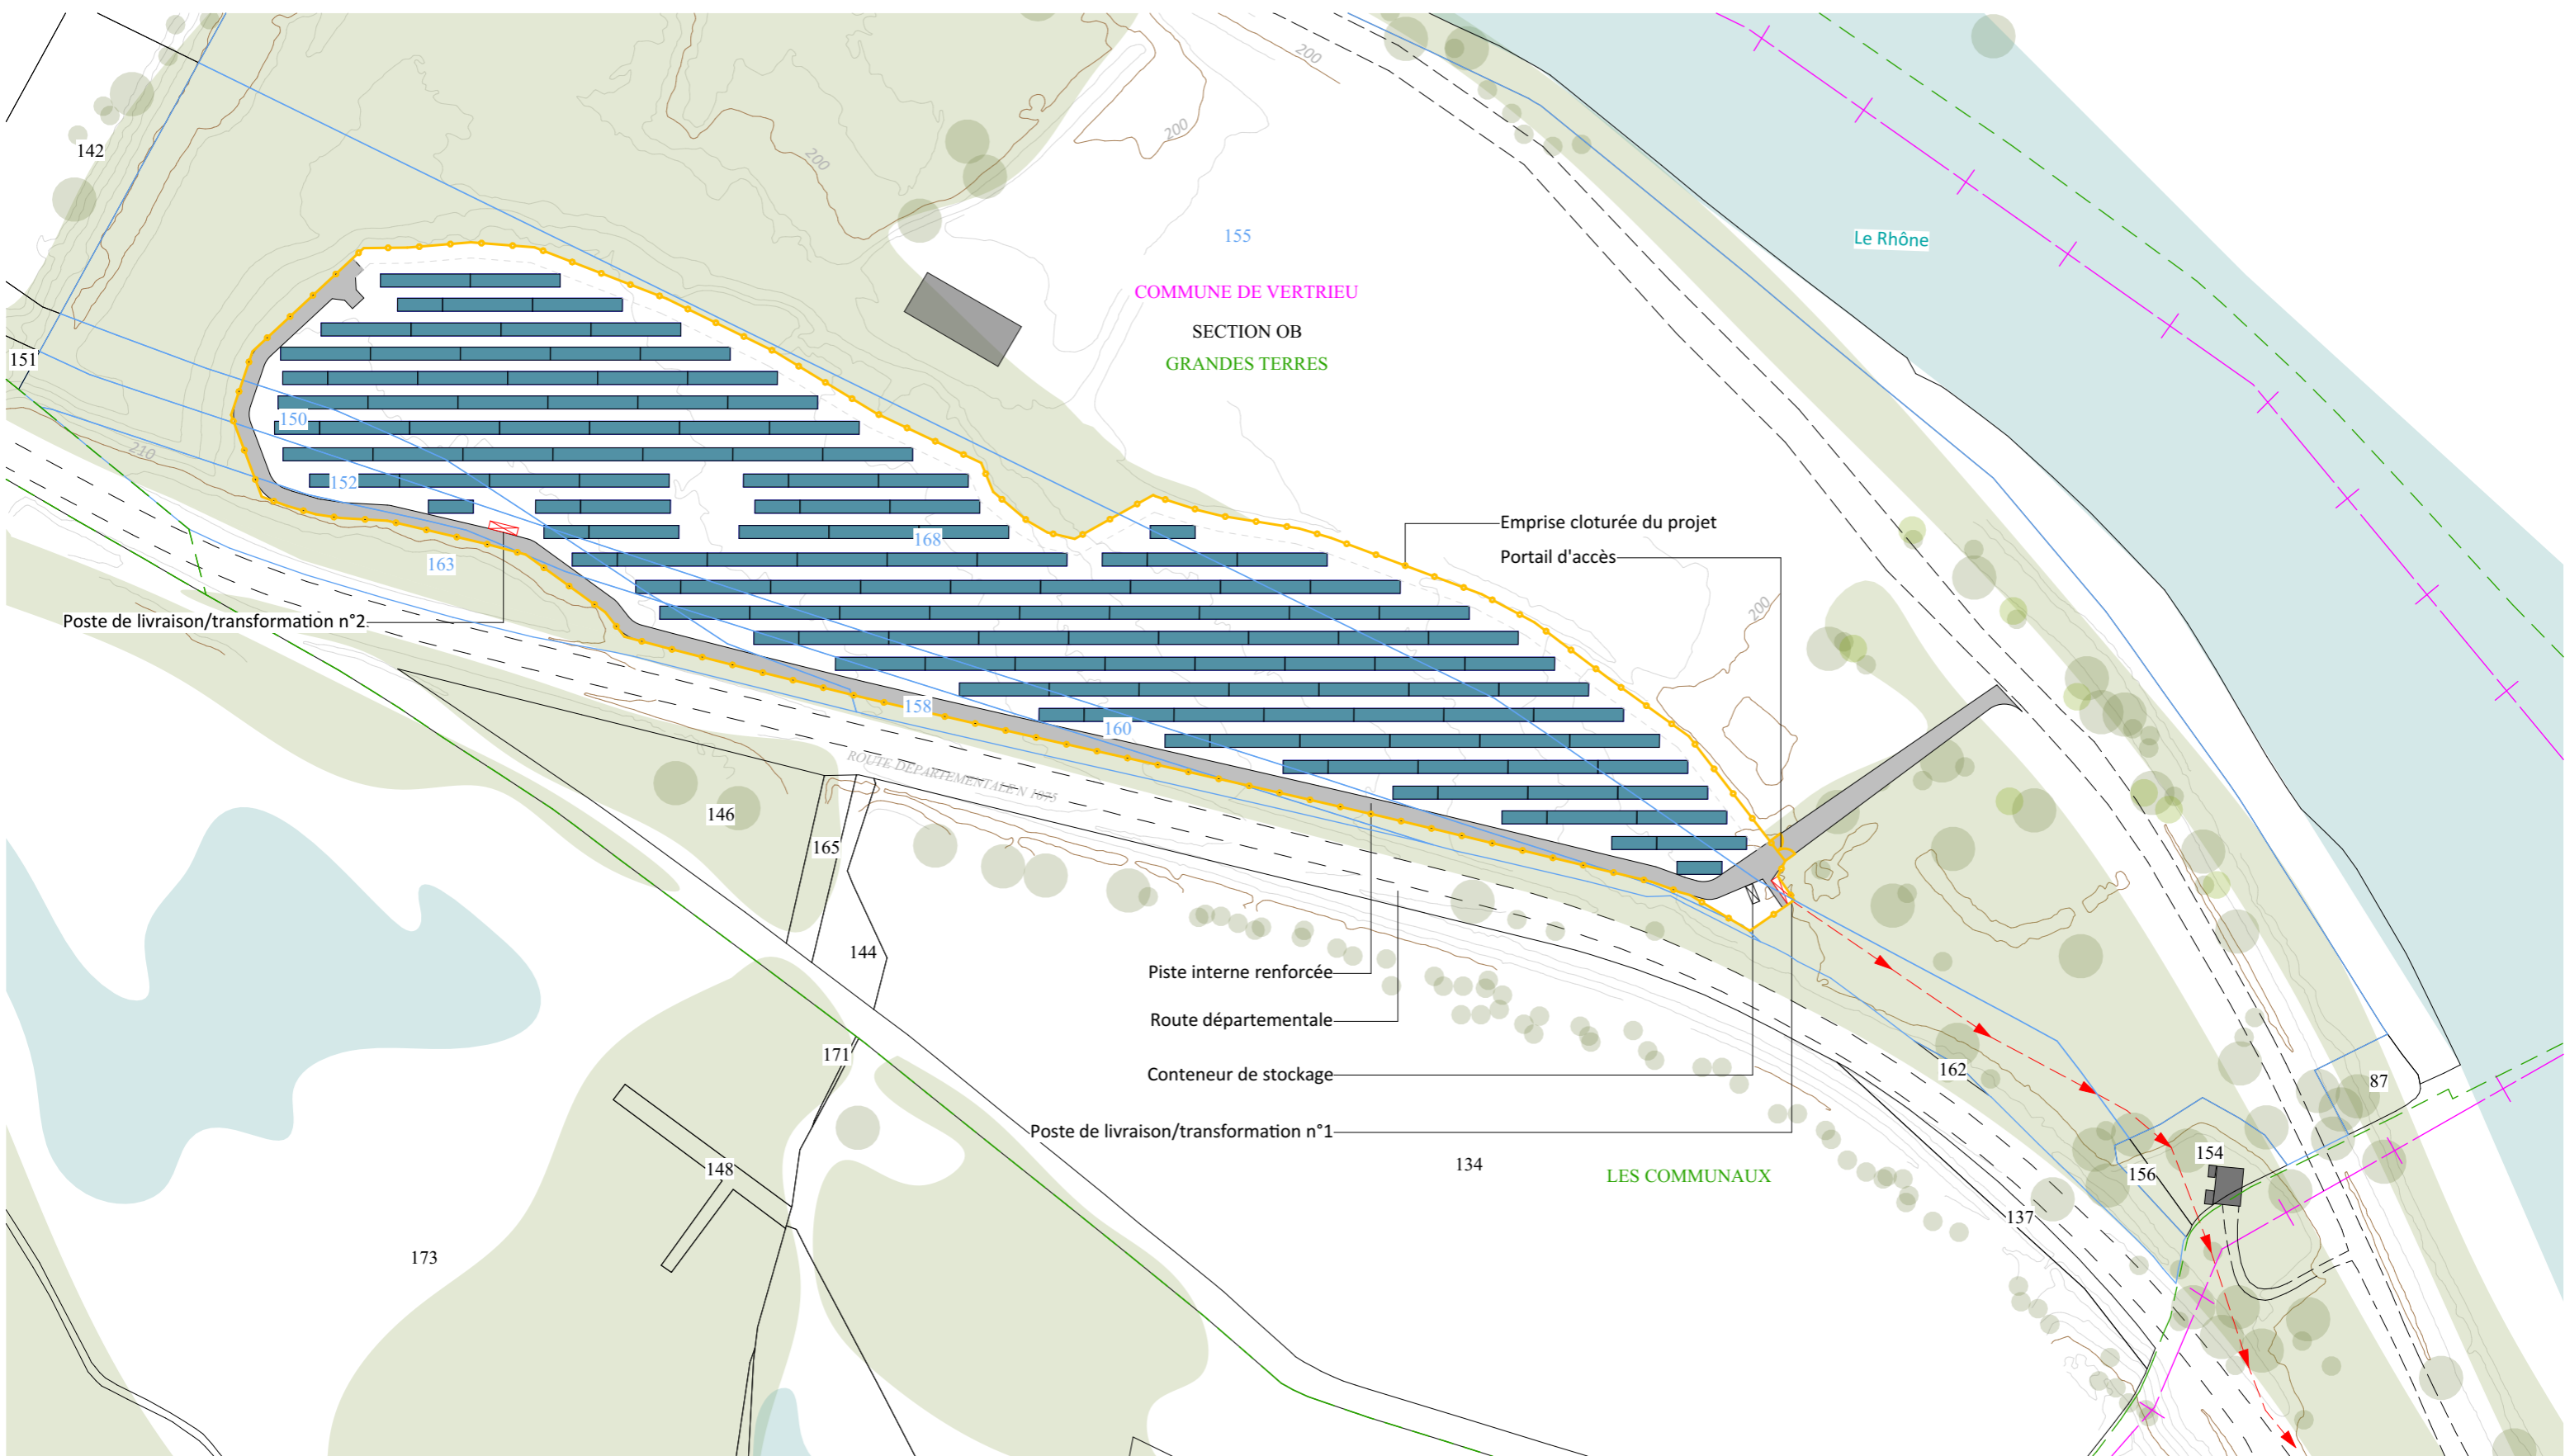 200
142
200
200
155
Le Rhône
COMMUNE DE VERTRIEU
SECTION OB
151
GRANDES TERRES
150
210
152
Emprise cloturée du projet
168
Portail d'accès
163
200
Poste de livraison/transformation n°2
158
160
ROUTE DÉPARTEMENTALE N 1075
146
165
144
Piste interne renforcée
Route départementale
171
162
Conteneur de stockage
87
Poste de livraison/transformation n°1
154
134
148
LES COMMUNAUX
156
137
173